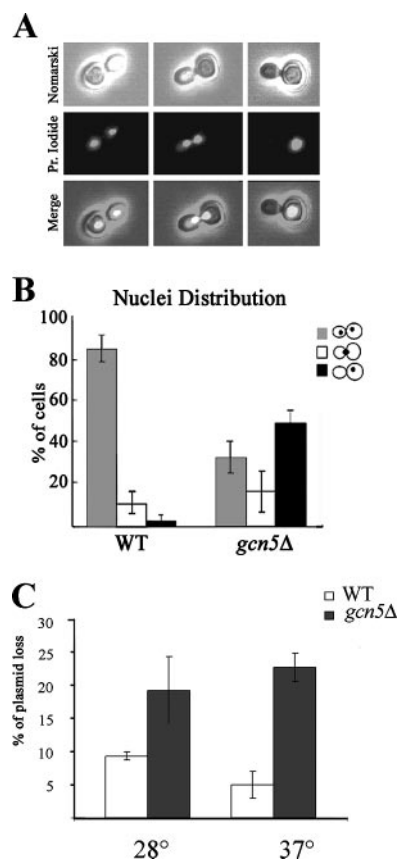 A
Nomarski
Pr. Iodide
Merge
B
Nuclei Distribution
% of cells
100
80
60
40
20
WT
gcn5Δ
C
WT
gcn5Δ
% of plasmid loss
30
25
20
15
10
5
28°
37°